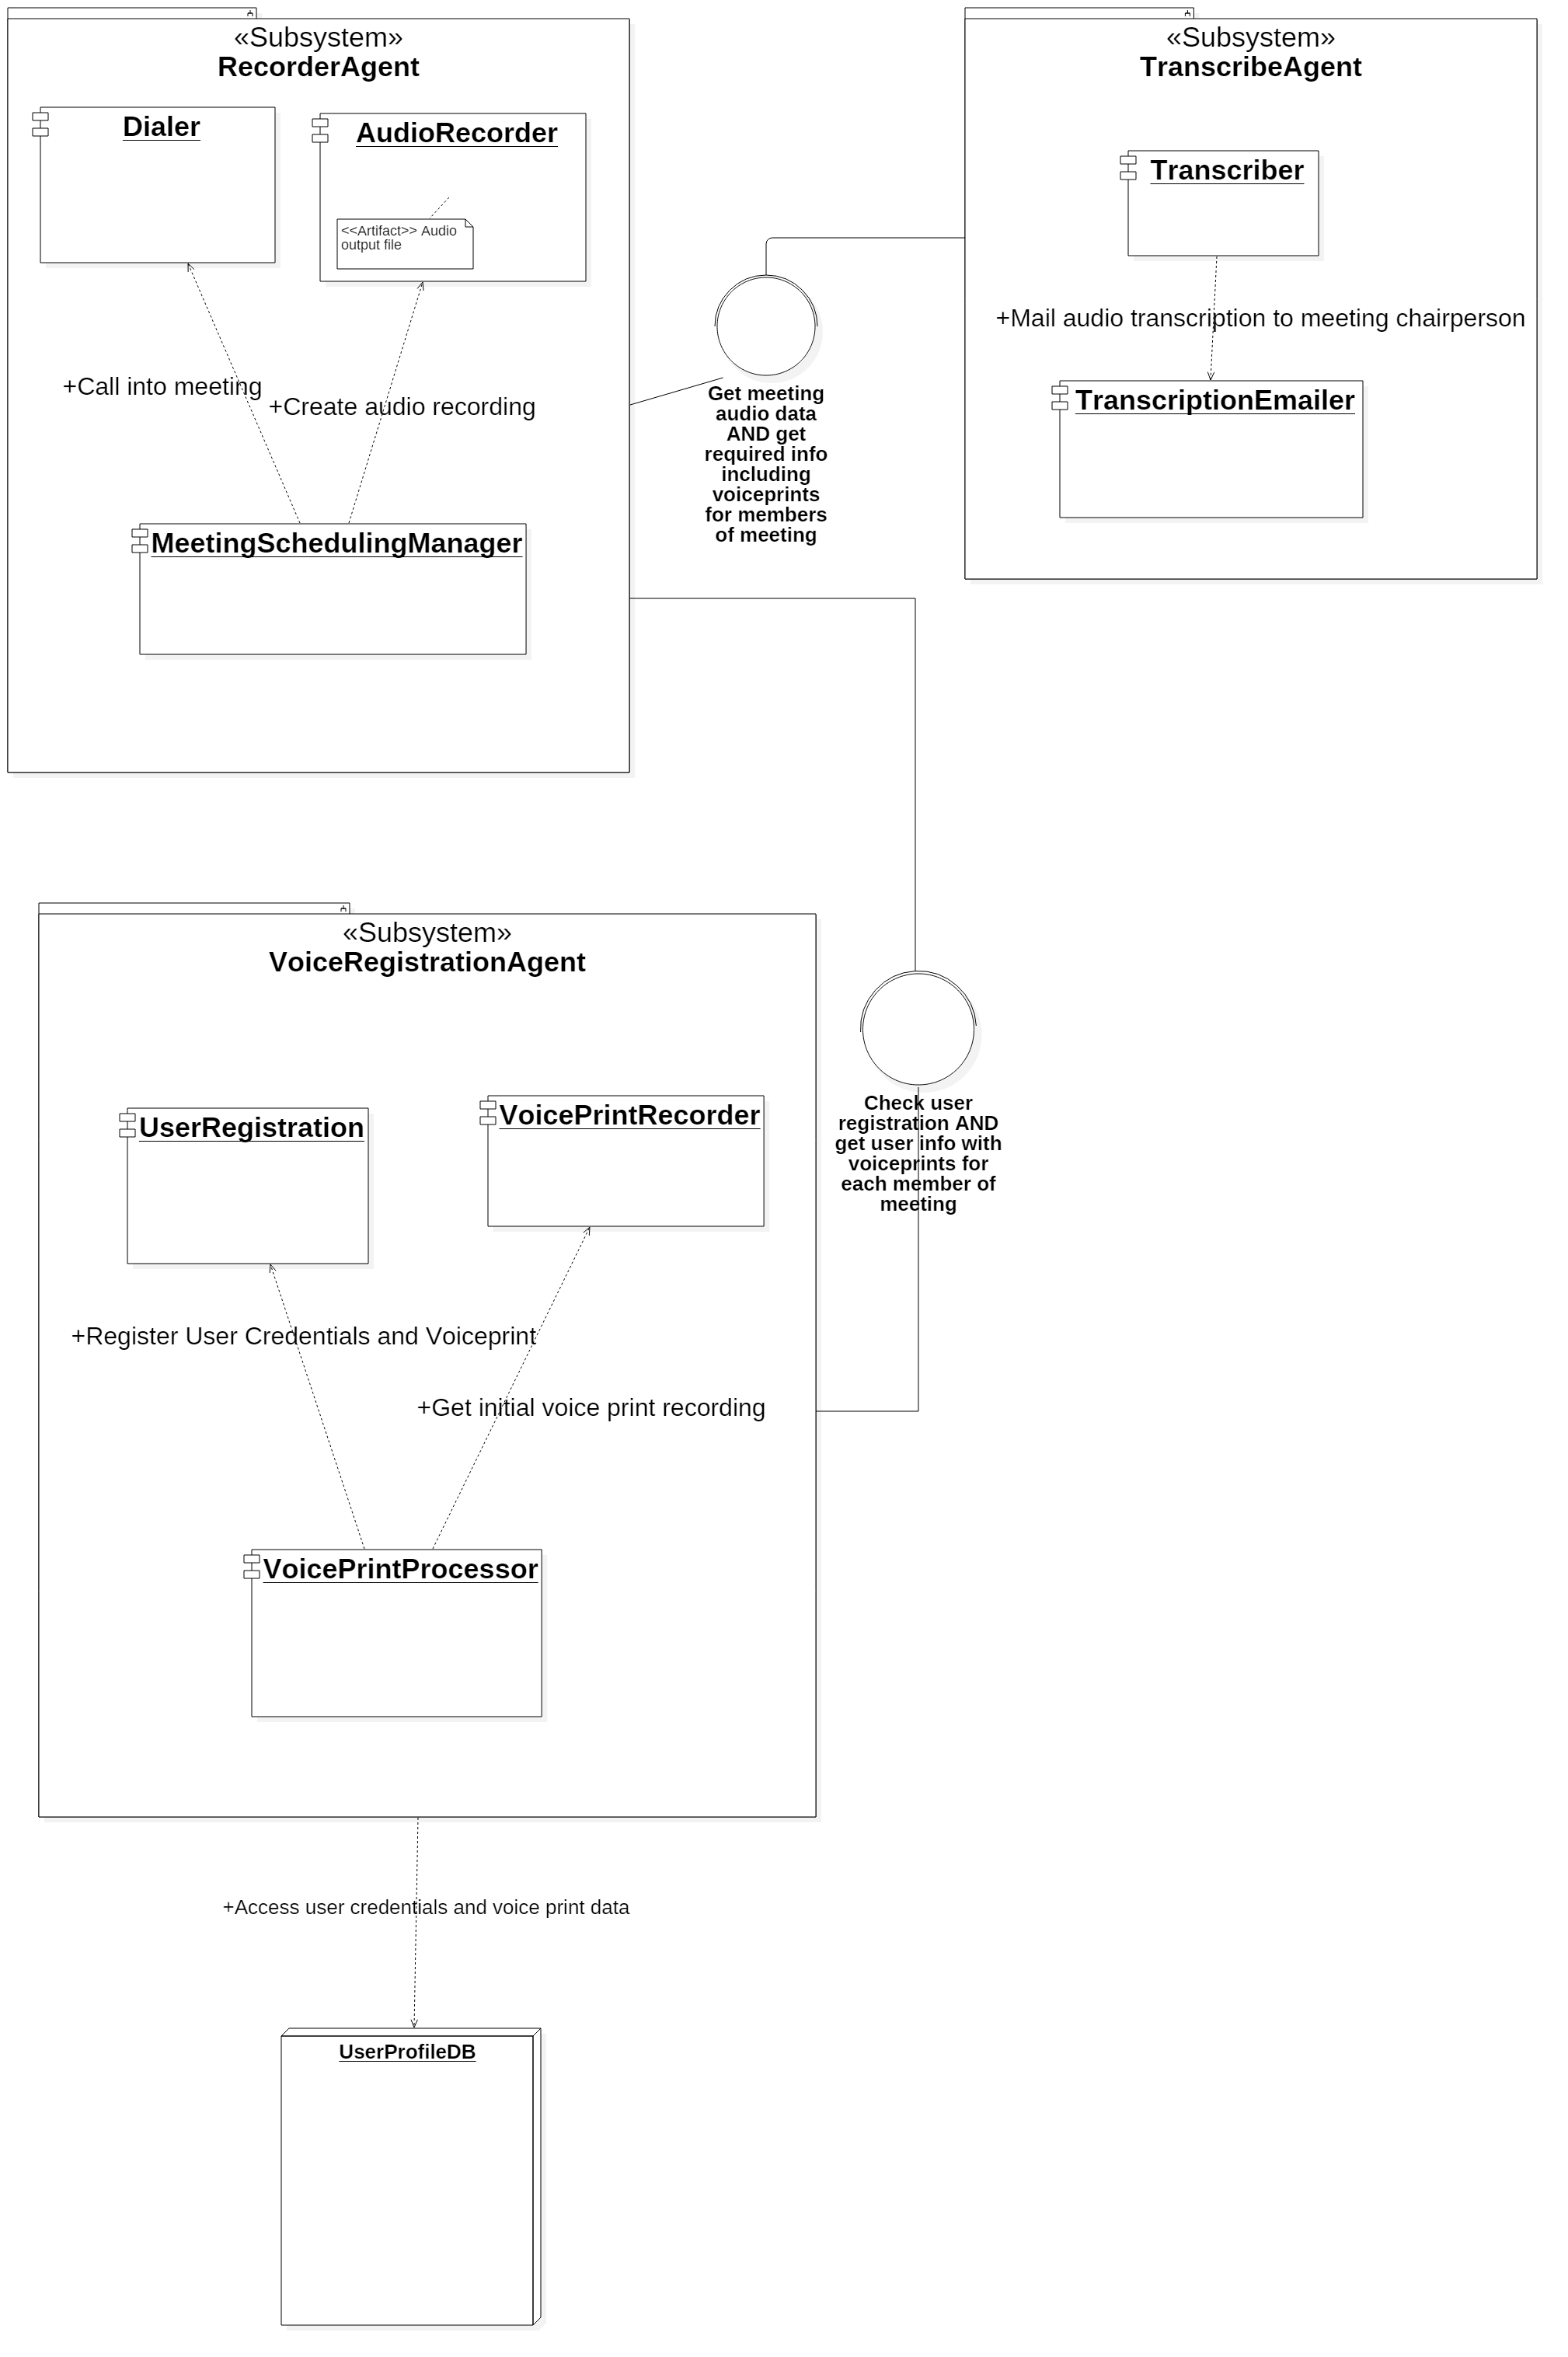 «Subsystem»
RecorderAgent
Dialer
AudioRecorder
<<Artifact>> Audio
output file
+Call into meeting
+Create audio recording
MeetingSchedulingManager
Get meeting
audio data
AND get
required info
including
voiceprints
for members
of meeting
«Subsystem»
TranscribeAgent
Transcriber
+Mail audio transcription to meeting chairperson
TranscriptionEmailer
«Subsystem»
VoiceRegistrationAgent
UserRegistration
VoicePrintRecorder
Check user
registration AND
get user info with
voiceprints for
each member of
meeting
+Register User Credentials and Voiceprint
+Get initial voice print recording
VoicePrintProcessor
+Access user credentials and voice print data
UserProfileDB